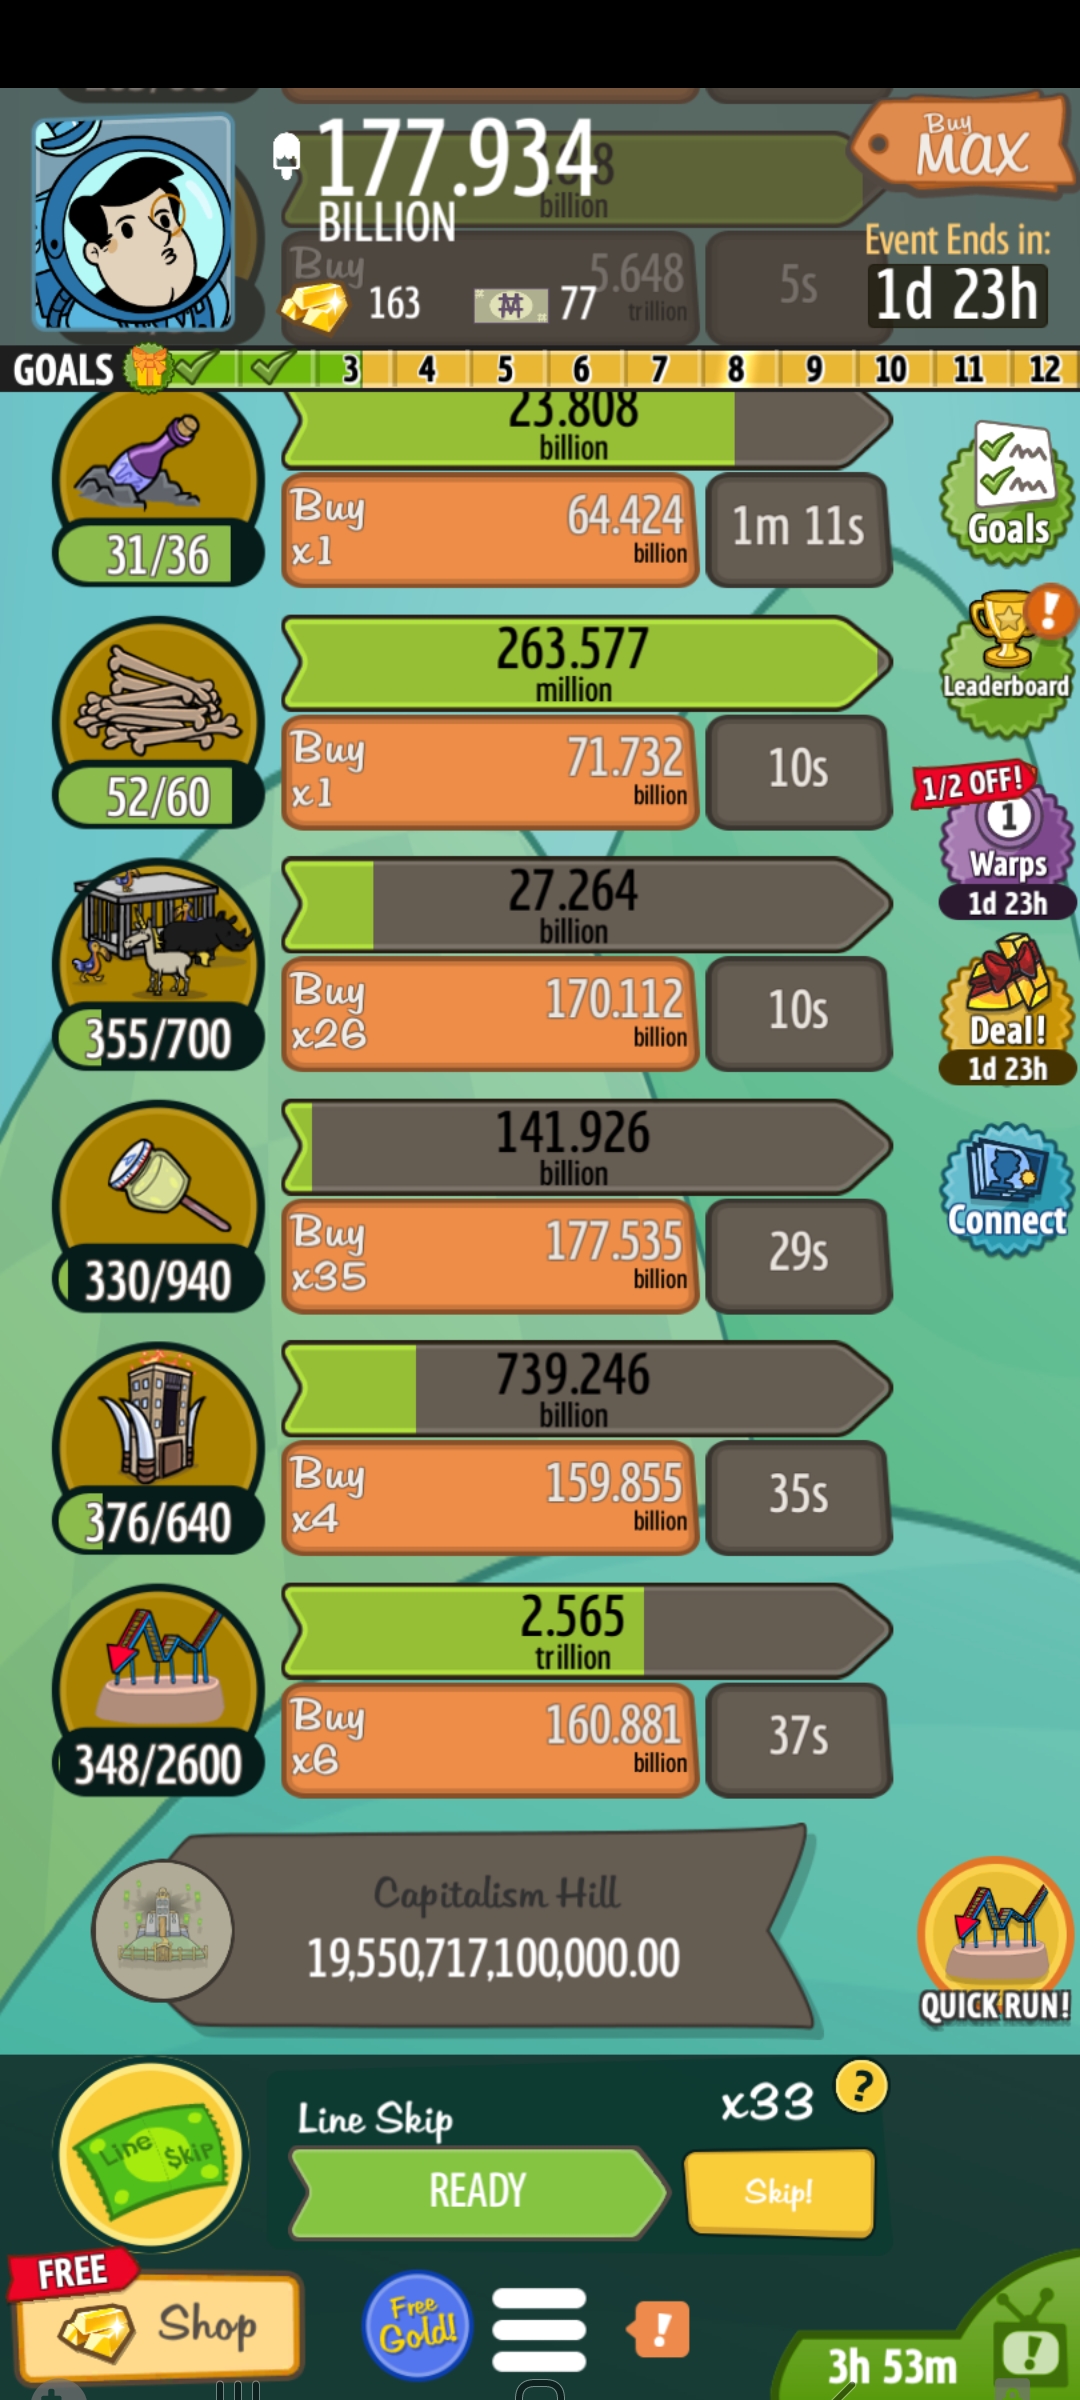 177.934
BILLION
billion
Buy
MAX
Event Ends in:
1d 23h
Buy
5.648
trillion
5s
163
77
GOALS
3
4
5
6
7
8
9
10
11
12
23.808
billion
31/36
Buy
x1
64.424
billion
1m 11s
Goals
263.577
million
52/60
Buy
x1
71.732
billion
10s
Leaderboard
1/2 OFF!
1
Warps
1d 23h
27.264
billion
355/700
Buy
x26
170.112
billion
10s
Deal!
1d 23h
141.926
billion
330/940
Buy
x35
177.535
billion
29s
Connect
739.246
billion
376/640
Buy
x4
159.855
billion
35s
2.565
trillion
348/2600
Buy
x6
160.881
billion
37s
Capitalism Hill
19,550,717,100,000.00
QUICK RUN!
Line $kip
Line Skip
x33
?
READY
Skip!
FREE
Shop
Free
Gold!
!
3h 53m
!